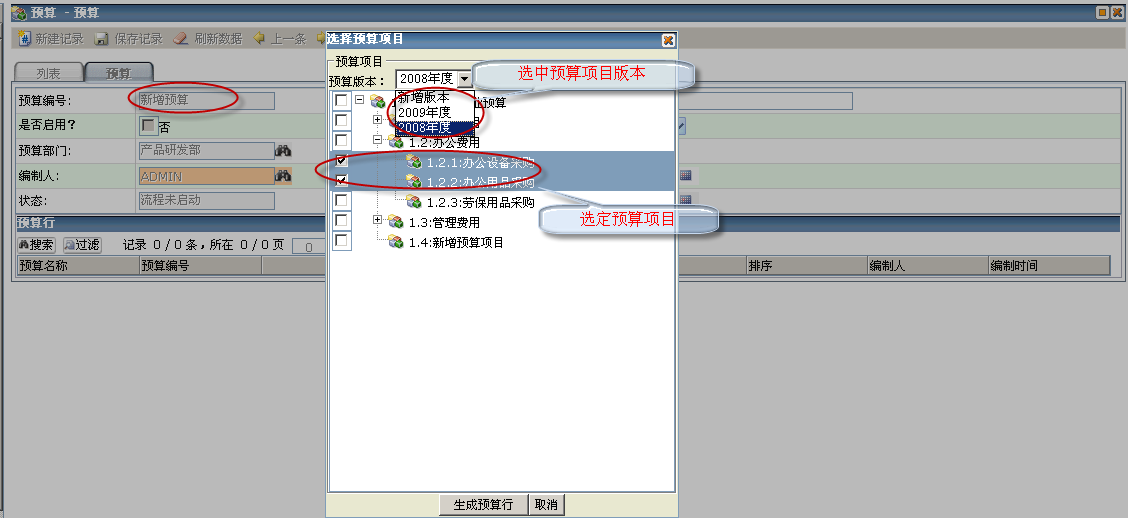 预算 - 预算
新建记录 保存记录 刷新数据 上一条
列表 预算
预算编号: 新增预算
是否启用? 否
预算部门: 产品研发部
编制人: ADMIN
状态: 流程未启动
预算行
搜索 过滤 记录 0 / 0 条,所在 0 / 0 页 0
预算名称 预算编号 排序 编制人 编制时间
选择预算项目
预算项目
预算版本: 2008年度
选中预算项目版本
新增版本
2009年度
2008年度
预算
1.2:办公费用
1.2.1:办公设备采购
1.2.2:办公用品采购
1.2.3:劳保用品采购
选定预算项目
1.3:管理费用
1.4:新增预算项目
生成预算行 取消